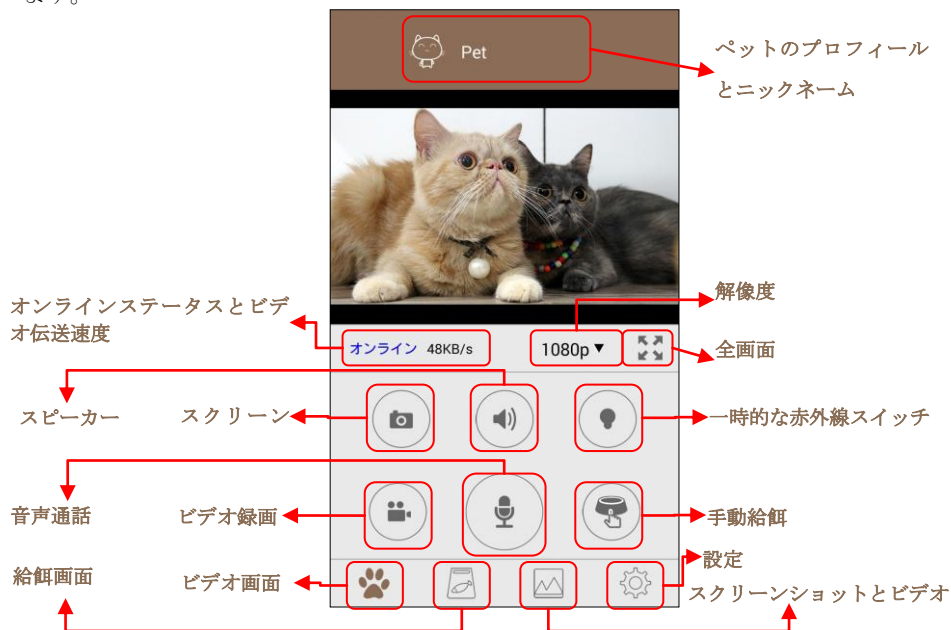 ます。
Pet
ペットのプロフィール
とニックネーム
解像度
オンラインステータスとビデ
オ伝送速度
オンライン 48KB/s
1080p▼
全画面
スピーカー
スクリーン
一時的な赤外線スイッチ
音声通話
ビデオ録画
手動給餌
設定
給餌画面
ビデオ画面
スクリーンショットとビデオ